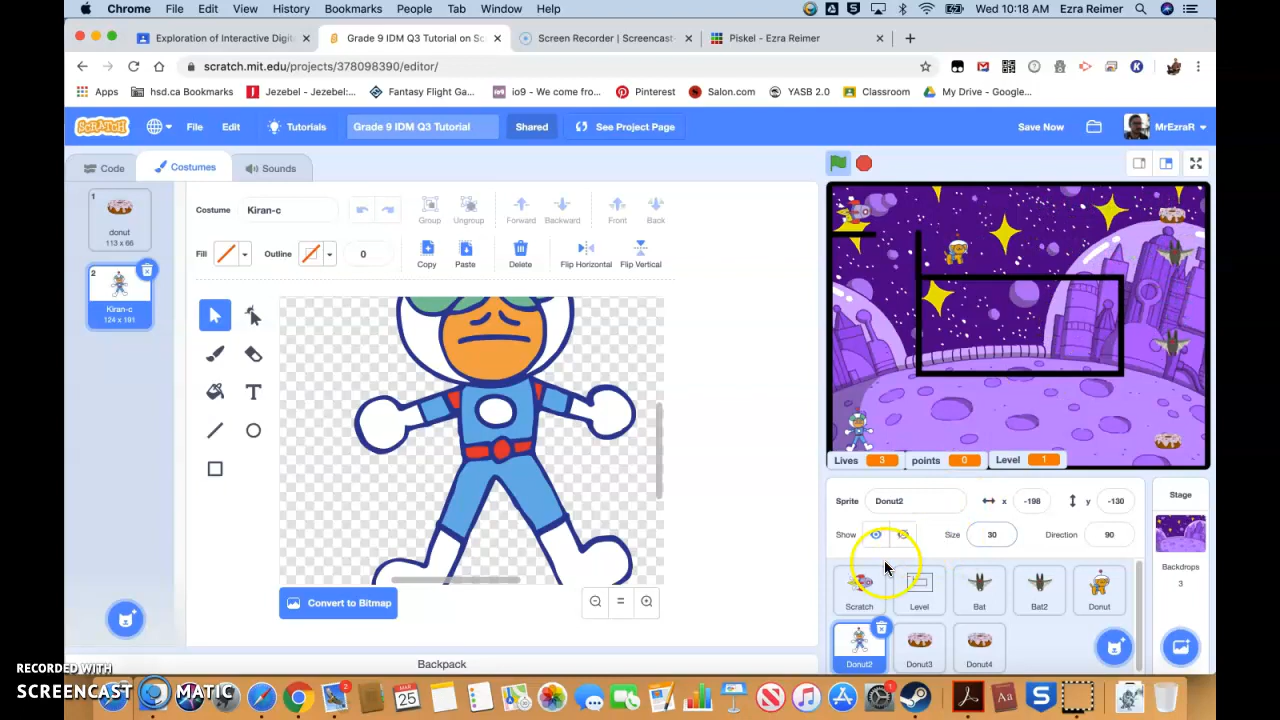 Chrome File Edit View History Bookmarks People Tab Window Help Wed 10:18 AM Ezra Reimer
Exploration of Interactive Digit Grade 9 IDM Q3 Tutorial on Sc Screen Recorder | Screencast- Piskel - Ezra Reimer
scratch.mit.edu/projects/378098390/editor/
Apps hsd.ca Bookmarks Jezebel - Jezebel:... Fantasy Flight Ga... io9 - We come fro... Pinterest Salon.com YASB 2.0 Classroom My Drive - Google...
SCRATCH File Edit Tutorials Grade 9 IDM Q3 Tutorial Shared See Project Page Save Now MrEzraR
Code Costumes Sounds
1
donut
113 x 66
2
Kiran-c
124 x 191
Costume Kiran-c Group Ungroup Forward Backward Front Back
Fill Outline 0 Copy Paste Delete Flip Horizontal Flip Vertical
Convert to Bitmap
Backpack
Lives 3 points 0 Level 1
Sprite Donut2 x -198 y -130
Show Size 30 Direction 90
Scratch Level Bat Bat2 Donut
Donut2 Donut3 Donut4
Stage
Backdrops
3
RECORDED WITH
SCREENCAST MATIC
MAR
25
2
Aa
S